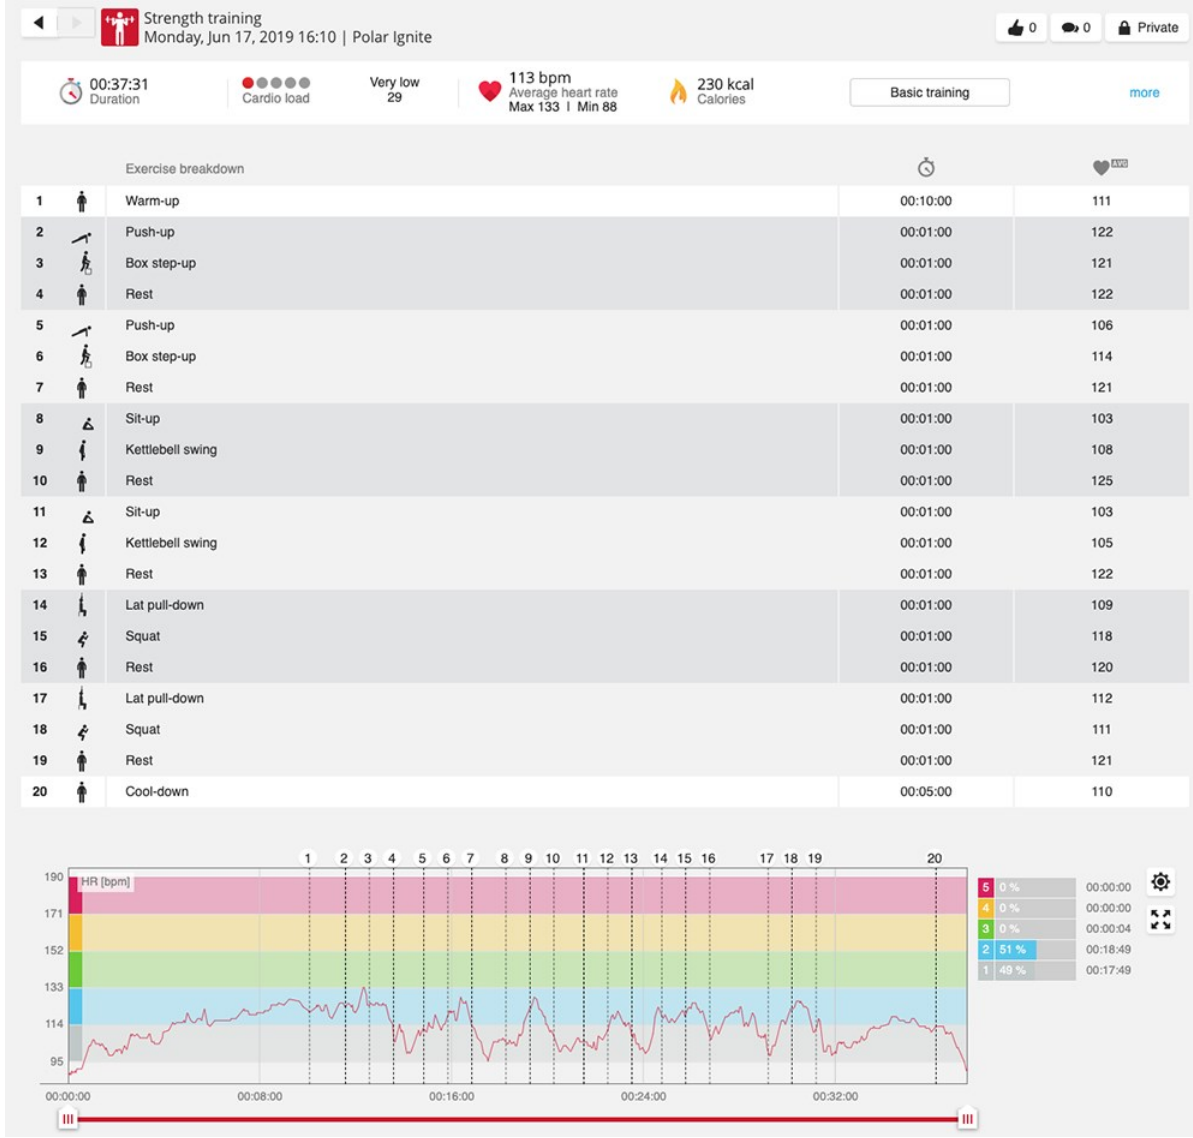 Strength training
Monday, Jun 17, 2019 16:10 | Polar Ignite
0
0
Private
00:37:31
Duration
Cardio load
Very low
29
113 bpm
Average heart rate
Max 133 | Min 88
230 kcal
Calories
Basic training
more
Exercise breakdown AVG
1 Warm-up 00:10:00 111
2 Push-up 00:01:00 122
3 Box step-up 00:01:00 121
4 Rest 00:01:00 122
5 Push-up 00:01:00 106
6 Box step-up 00:01:00 114
7 Rest 00:01:00 121
8 Sit-up 00:01:00 103
9 Kettlebell swing 00:01:00 108
10 Rest 00:01:00 125
11 Sit-up 00:01:00 103
12 Kettlebell swing 00:01:00 105
13 Rest 00:01:00 122
14 Lat pull-down 00:01:00 109
15 Squat 00:01:00 118
16 Rest 00:01:00 120
17 Lat pull-down 00:01:00 112
18 Squat 00:01:00 111
19 Rest 00:01:00 121
20 Cool-down 00:05:00 110
1 2 3 4 5 6 7 8 9 10 11 12 13 14 15 16 17 18 19 20
HR [bpm]
190
171
152
133
114
95
00:00:00 00:08:00 00:16:00 00:24:00 00:32:00
5 0 % 00:00:00
4 0 % 00:00:00
3 0 % 00:00:04
2 51 % 00:18:49
1 49 % 00:17:49